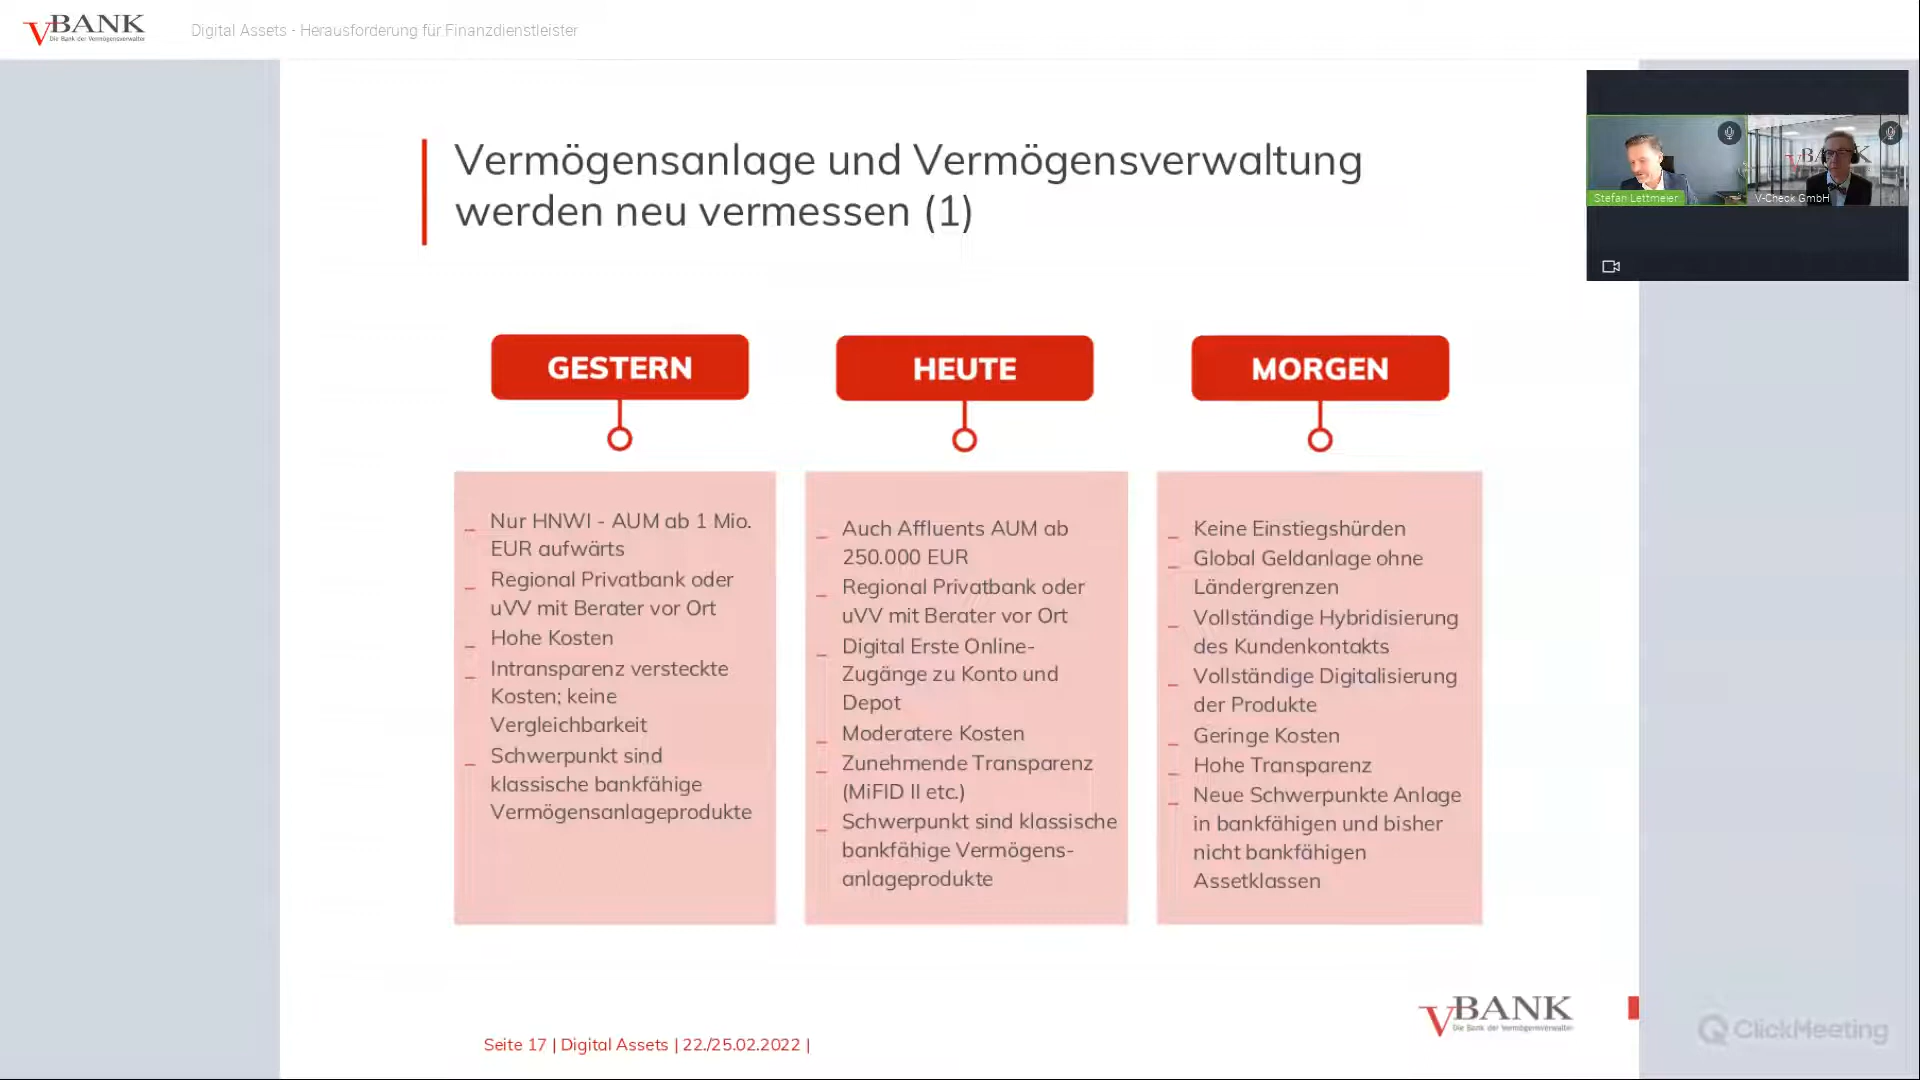 VBANK
Die Bank der Vermögensverwalter
Digital Assets - Herausforderung für Finanzdienstleister
Stefan Lettmeier
VBANK
V-Check GmbH
Vermögensanlage und Vermögensverwaltung
werden neu vermessen (1)
GESTERN
_ Nur HNWI - AUM ab 1 Mio.
EUR aufwärts
_ Regional Privatbank oder
uVV mit Berater vor Ort
_ Hohe Kosten
_ Intransparenz versteckte
Kosten; keine
Vergleichbarkeit
_ Schwerpunkt sind
klassische bankfähige
Vermögensanlageprodukte
HEUTE
_ Auch Affluents AUM ab
250.000 EUR
_ Regional Privatbank oder
uVV mit Berater vor Ort
_ Digital Erste Online-
Zugänge zu Konto und
Depot
_ Moderatere Kosten
_ Zunehmende Transparenz
(MiFID II etc.)
_ Schwerpunkt sind klassische
bankfähige Vermögens-
anlageprodukte
MORGEN
_ Keine Einstiegshürden
_ Global Geldanlage ohne
Ländergrenzen
_ Vollständige Hybridisierung
des Kundenkontakts
_ Vollständige Digitalisierung
der Produkte
_ Geringe Kosten
_ Hohe Transparenz
_ Neue Schwerpunkte Anlage
in bankfähigen und bisher
nicht bankfähigen
Assetklassen
VBANK
Die Bank der Vermögensverwalter
Seite 17 | Digital Assets | 22./25.02.2022 |
ClickMeeting